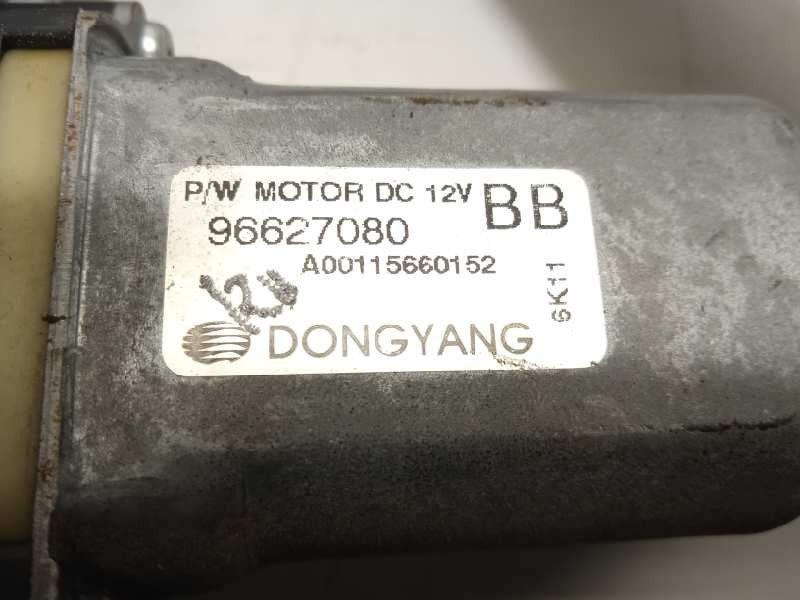 P/W MOTOR DC 12V BB
96627080
A00115660152
6K11
DONGYANG